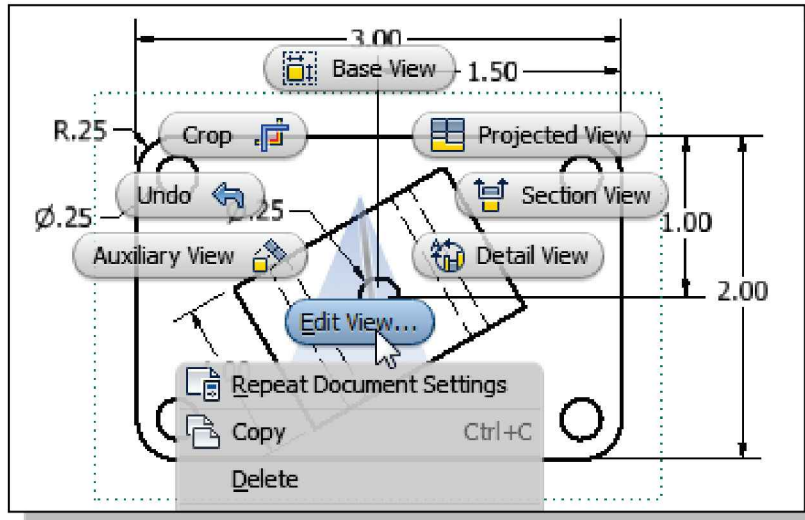 3.00
Base View
1.50
R.25
Crop
Projected View
Undo
Ø.25
Section View
Ø.25
1.00
Auxiliary View
Detail View
2.00
Edit View...
Repeat Document Settings
Copy Ctrl+C
Delete